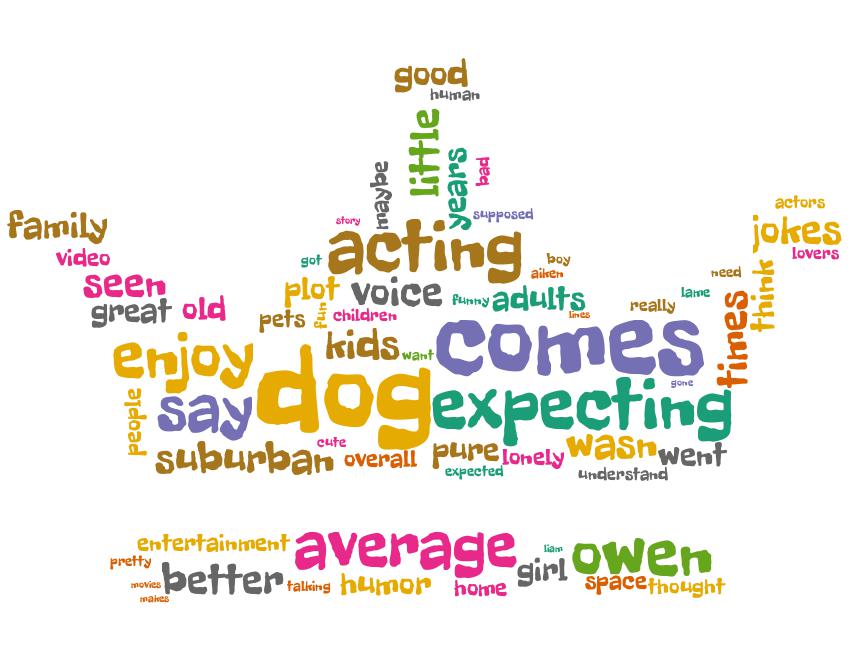 good
human
little
years
bad
maybe
actors
family
story
supposed
jokes
video
acting
lovers
got
boy
seen
aiken
need
think
plot
voice
funny
adults
lame
great
old
fun
really
times
pets
children
lines
enjoy
kids
want
comes
dog
gone
people
say
expecting
cute
suburban
overall
pure
lonely
wasn
went
expected
understand
entertainment
average
liam
owen
pretty
better
talking
humor
home
girl
space
thought
movies
makes